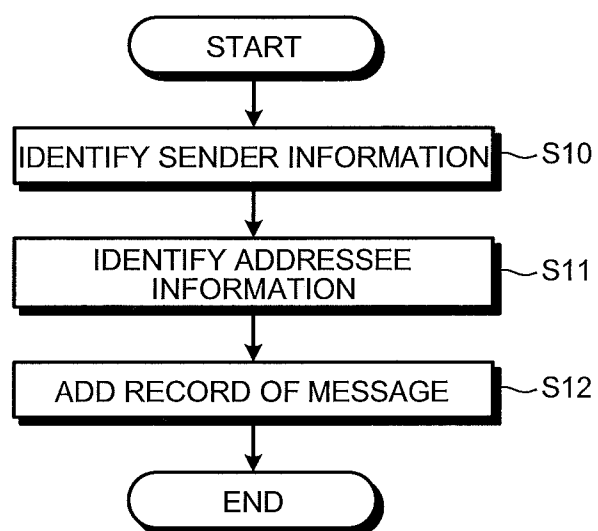 START
IDENTIFY SENDER INFORMATION
S10
IDENTIFY ADDRESSEE
INFORMATION
S11
ADD RECORD OF MESSAGE
S12
END